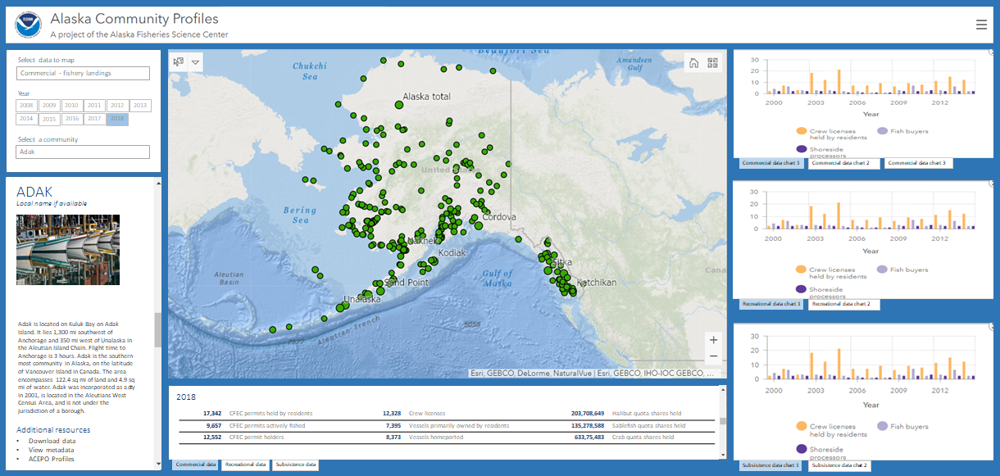 Alaska Community Profiles
A project of the Alaska Fisheries Science Center
Select data to map
Commercial - fishery landings
Year
2008 2009 2010 2011 2012 2013
2014 2015 2016 2017 2018
Select a community
Adak
ADAK
Local name if available
Adak is located on Kuluk Bay on Adak
Island. It lies 1,300 mi southwest of
Anchorage and 350 mi west of Unalaska in
the Aleutian Island Chain. Flight time to
Anchorage is 3 hours. Adak is the southern-
most community in Alaska, on the latitude
of Vancouver Island in Canada. The area
encompasses 122.4 sq mi of land and 4.9 sq
mi of water. Adak was incorporated as a city
in 2001, is located in the Aleutians West
Census Area, and is not under the
jurisdiction of a borough.
Additional resources
• Download data
• View metadata
• ACEPO Profiles
Beaufort Sea
Chukchi
Sea
Amundsen
Gulf
Alaska total
United States
Bering
Sea
Cordova
Naknek
Kodiak
Sitka
Gulf of
Alaska
Cana
Aleutian
Basin
Sand Point
Ketchikan
Unalaska
Aleutian Trench
5058
7827
+
−
Esri, GEBCO, DeLorme, NaturalVue | Esri, GEBCO, IHO-IOC GEBCO, ...
2018
17,342 CFEC permits held by residents 12,328 Crew licenses 203,708,649 Halibut quota shares held
9,657 CFEC permits actively fished 7,395 Vessels primarily owned by residents 135,278,588 Sablefish quota shares held
12,552 CFEC permit holders 8,373 Vessels homeported 633,75,483 Crab quota shares held
Commercial data Recreational data Subsistence data
30
20
10
0
2000 2003 2006 2009 2012
Year
Crew licenses
held by residents
Fish buyers
Shoreside
processors
Commercial data chart 1 Commercial data chart 2 Commercial data chart 3
30
20
10
0
2000 2003 2006 2009 2012
Year
Crew licenses
held by residents
Fish buyers
Shoreside
processors
Recreational data chart 1 Recreational data chart 2
30
20
10
0
2000 2003 2006 2009 2012
Year
Crew licenses
held by residents
Fish buyers
Shoreside
processors
Subsistence data chart 1 Subsistence data chart 2